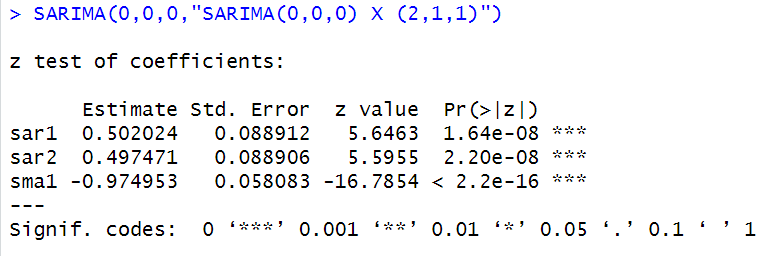 > SARIMA(0,0,0,"SARIMA(0,0,0) X (2,1,1)")
z test of coefficients:
Estimate Std. Error z value Pr(>|z|)
sar1 0.502024 0.088912 5.6463 1.64e-08 ***
sar2 0.497471 0.088906 5.5955 2.20e-08 ***
sma1 -0.974953 0.058083 -16.7854 < 2.2e-16 ***
---
Signif. codes: 0 ‘***’ 0.001 ‘**’ 0.01 ‘*’ 0.05 ‘.’ 0.1 ‘ ’ 1